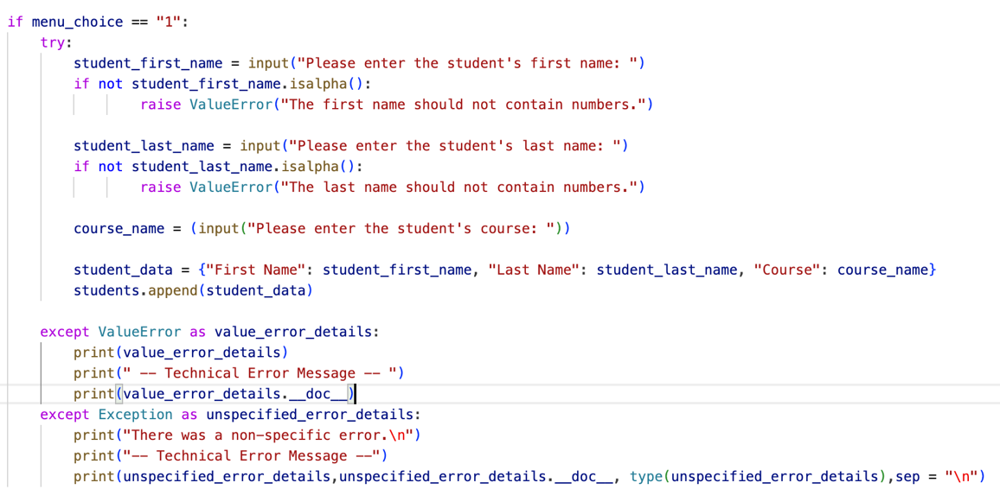 if menu_choice == "1":
    try:
        student_first_name = input("Please enter the student's first name: ")
        if not student_first_name.isalpha():
                raise ValueError("The first name should not contain numbers.")

        student_last_name = input("Please enter the student's last name: ")
        if not student_last_name.isalpha():
                raise ValueError("The last name should not contain numbers.")

        course_name = (input("Please enter the student's course: "))

        student_data = {"First Name": student_first_name, "Last Name": student_last_name, "Course": course_name}
        students.append(student_data)

    except ValueError as value_error_details:
        print(value_error_details)
        print(" -- Technical Error Message -- ")
        print(value_error_details.__doc__)
    except Exception as unspecified_error_details:
        print("There was a non-specific error.\n")
        print("-- Technical Error Message --")
        print(unspecified_error_details,unspecified_error_details.__doc__, type(unspecified_error_details),sep = "\n")